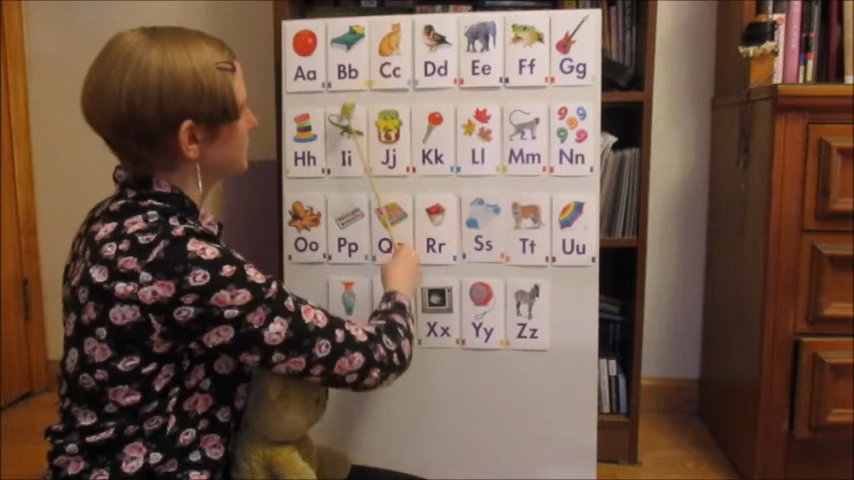 Aa Bb Cc Dd Ee Ff Gg
Hh Ii Jj Kk Ll Mm Nn
Oo Pp Q Rr Ss Tt Uu
Xx Yy Zz